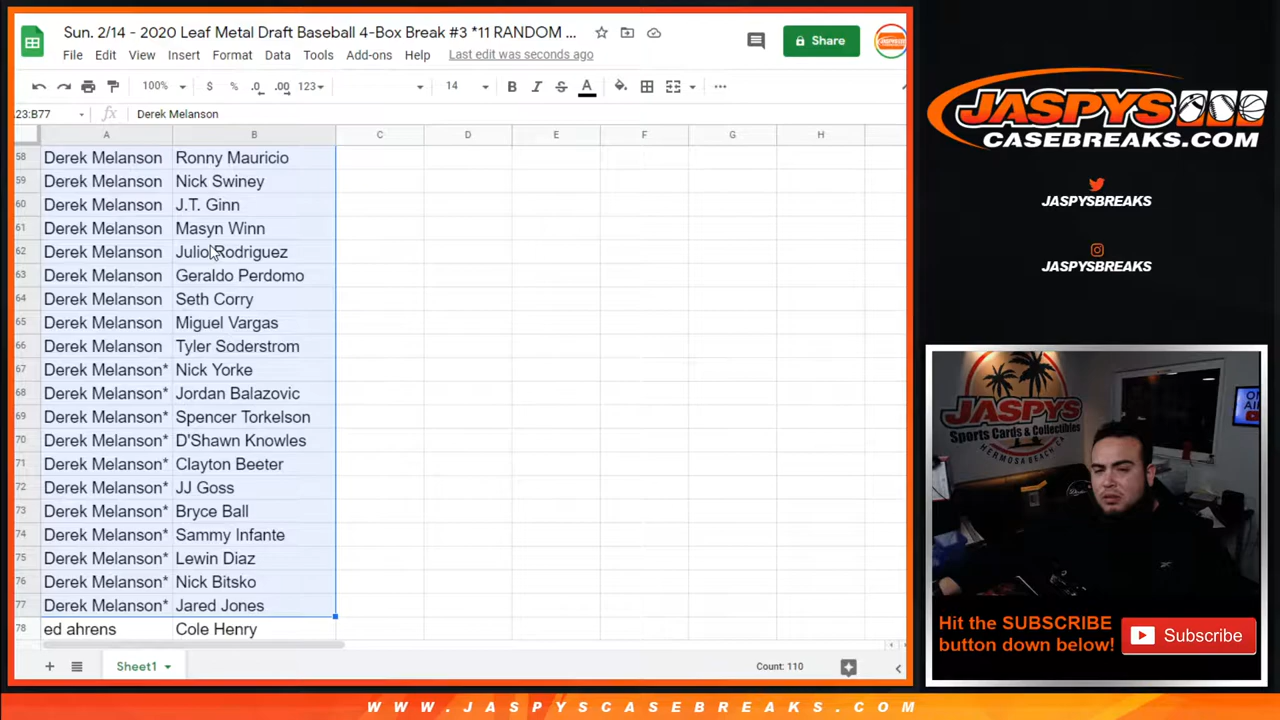 Sun. 2/14 - 2020 Leaf Metal Draft Baseball 4-Box Break #3 *11 RANDOM ...
File Edit View Insert Format Data Tools Add-ons Help Last edit was seconds ago
Share
100% $ % .0 .00 123 14 B I S A
23:B77 fx Derek Melanson
A B C D E F G H
58 Derek Melanson Ronny Mauricio
59 Derek Melanson Nick Swiney
60 Derek Melanson J.T. Ginn
61 Derek Melanson Masyn Winn
62 Derek Melanson Julio Rodriguez
63 Derek Melanson Geraldo Perdomo
64 Derek Melanson Seth Corry
65 Derek Melanson Miguel Vargas
66 Derek Melanson Tyler Soderstrom
67 Derek Melanson* Nick Yorke
68 Derek Melanson* Jordan Balazovic
69 Derek Melanson* Spencer Torkelson
70 Derek Melanson* D'Shawn Knowles
71 Derek Melanson* Clayton Beeter
72 Derek Melanson* JJ Goss
73 Derek Melanson* Bryce Ball
74 Derek Melanson* Sammy Infante
75 Derek Melanson* Lewin Diaz
76 Derek Melanson* Nick Bitsko
77 Derek Melanson* Jared Jones
78 ed ahrens Cole Henry
Sheet1 Count: 110
JASPYS
CASEBREAKS.COM
JASPYSBREAKS
JASPYSBREAKS
JASPYS
Sports Cards & Collectibles
HERMOSA BEACH, CA
Hit the SUBSCRIBE
button down below!
Subscribe
WWW.JASPYSCASEBREAKS.COM